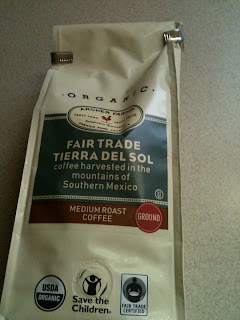 · ORGANIC ·
ARCHER FARMS
FAIR TRADE
TIERRA DEL SOL
coffee harvested in the
mountains of
Southern Mexico
MEDIUM ROAST
COFFEE
GROUND
USDA
ORGANIC
Save the
Children®
FAIR TRADE
CERTIFIED